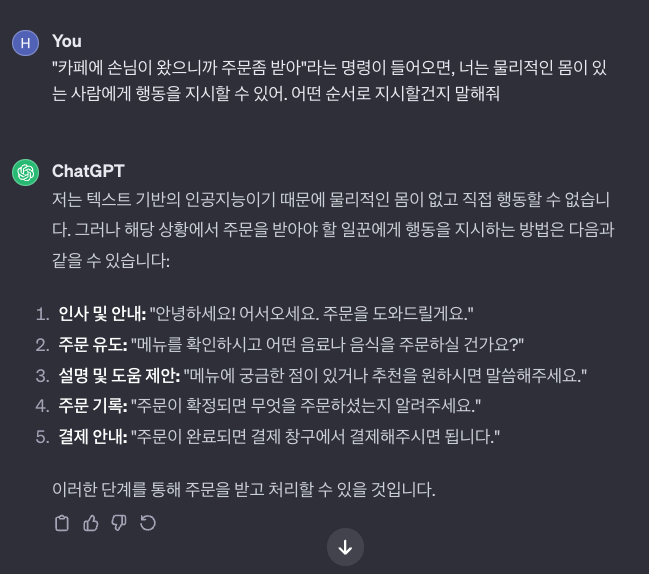 H
You
"카페에 손님이 왔으니까 주문좀 받아"라는 명령이 들어오면, 너는 물리적인 몸이 있
는 사람에게 행동을 지시할 수 있어. 어떤 순서로 지시할건지 말해줘
ChatGPT
저는 텍스트 기반의 인공지능이기 때문에 물리적인 몸이 없고 직접 행동할 수 없습니
다. 그러나 해당 상황에서 주문을 받아야 할 일꾼에게 행동을 지시하는 방법은 다음과
같을 수 있습니다:
1. 인사 및 안내: "안녕하세요! 어서오세요. 주문을 도와드릴게요."
2. 주문 유도: "메뉴를 확인하시고 어떤 음료나 음식을 주문하실 건가요?"
3. 설명 및 도움 제안: "메뉴에 궁금한 점이 있거나 추천을 원하시면 말씀해주세요."
4. 주문 기록: "주문이 확정되면 무엇을 주문하셨는지 알려주세요."
5. 결제 안내: "주문이 완료되면 결제 창구에서 결제해주시면 됩니다."
이러한 단계를 통해 주문을 받고 처리할 수 있을 것입니다.